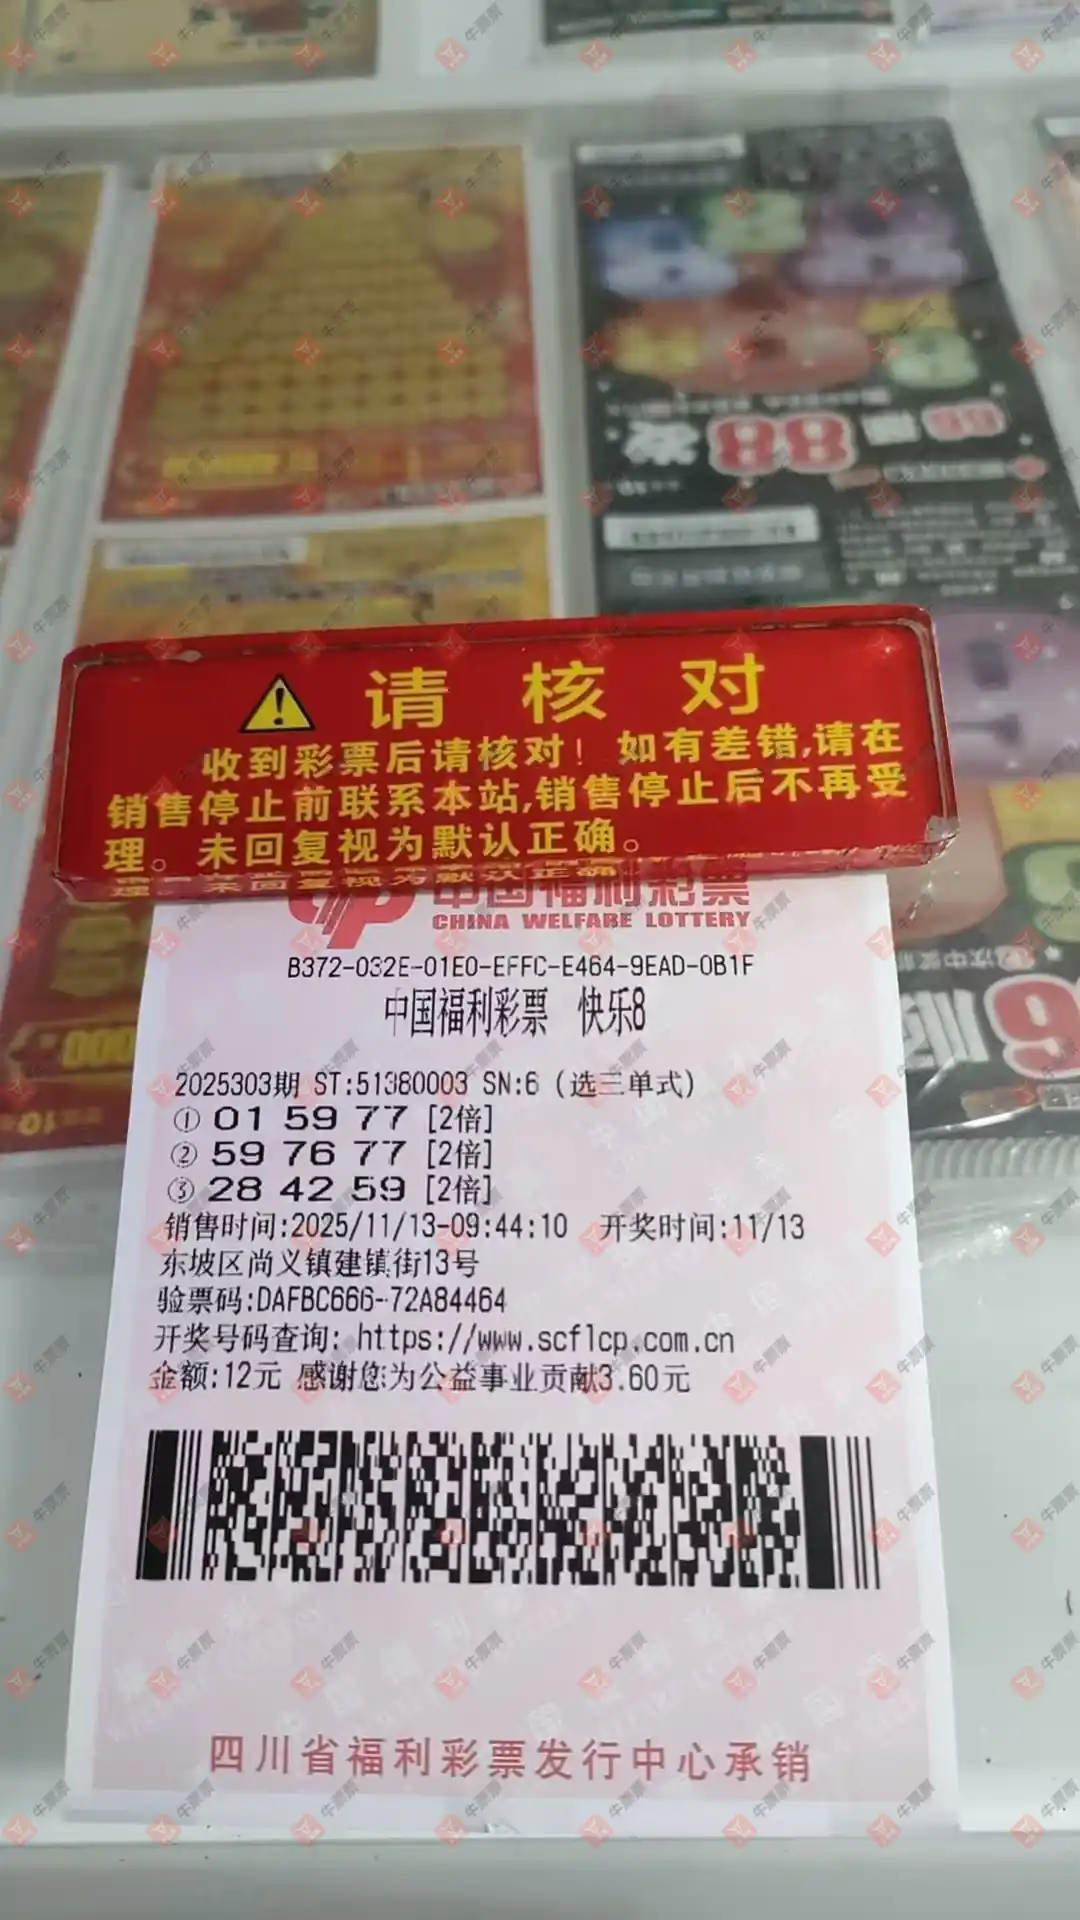 请核对
收到彩票后请核对！如有差错,请在
销售停止前联系本站,销售停止后不再受
理。未回复视为默认正确。
中国福利彩票
CHINA WELFARE LOTTERY
B372-032E-01E0-EFFC-E464-9EAD-0B1F
中国福利彩票 快乐8
2025303期 ST:51380003 SN:6 (选三单式)
① 01 59 77 [2倍]
② 59 76 77 [2倍]
③ 28 42 59 [2倍]
销售时间:2025/11/13-09:44:10 开奖时间:11/13
东坡区尚义镇建镇街13号
验票码:DAFBC666-72A84464
开奖号码查询: https://www.scflcp.com.cn
金额:12元 感谢您为公益事业贡献3.60元
四川省福利彩票发行中心承销
牛票票